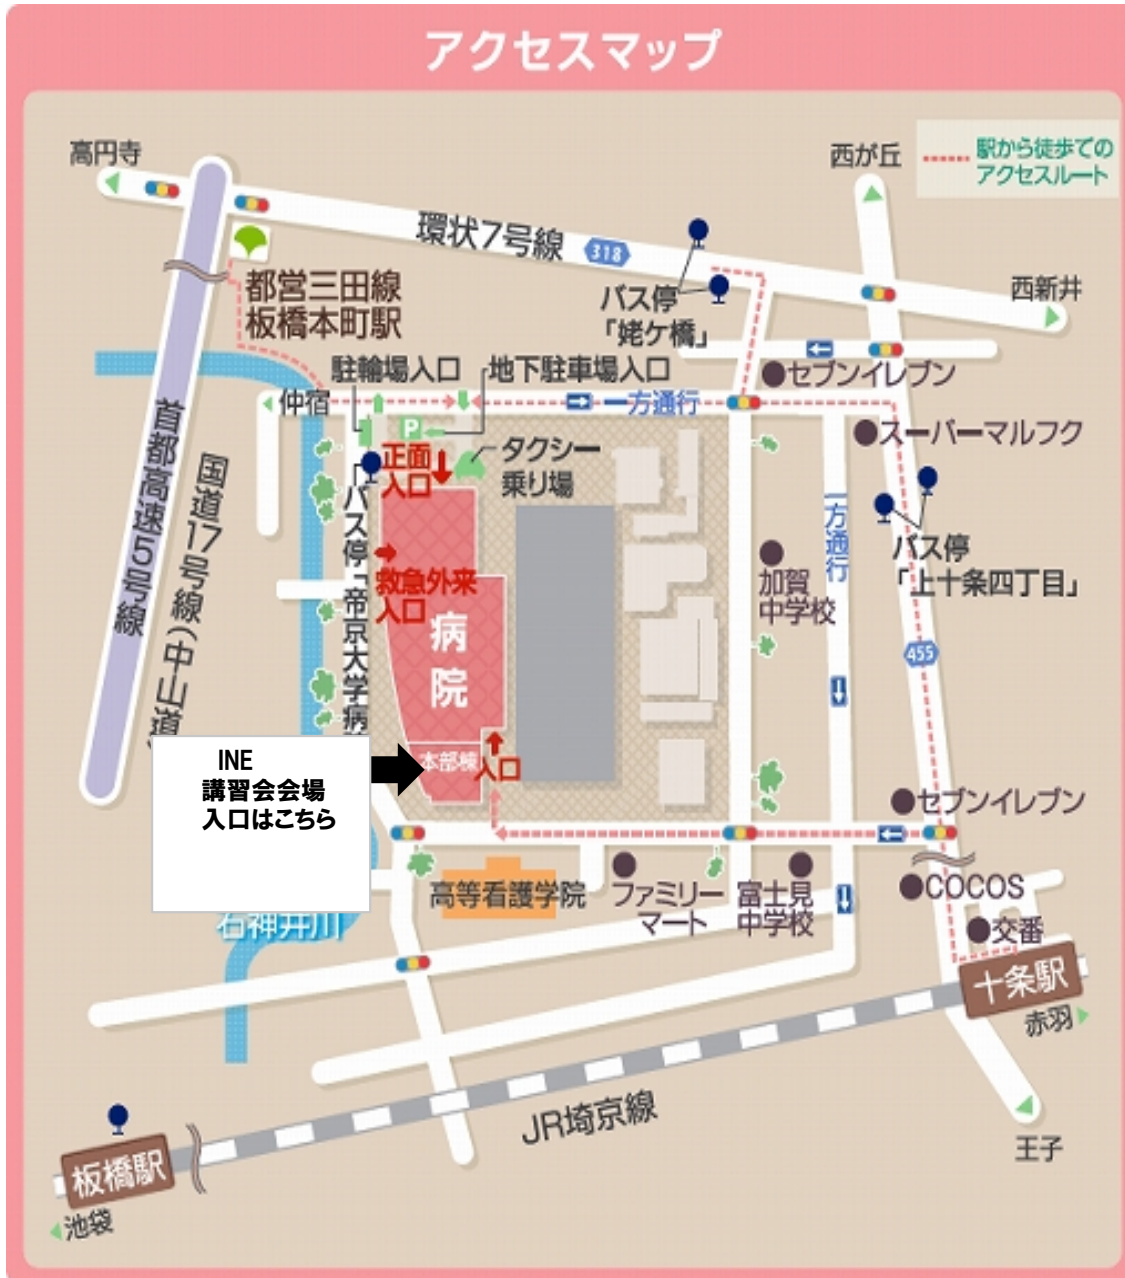 アクセスマップ
高円寺
西が丘
駅から徒歩での
アクセスルート
環状7号線
318
西新井
都営三田線
板橋本町駅
バス停
「姥ケ橋」
駐輪場入口
地下駐車場入口
セブンイレブン
仲宿
一方通行
P
正面
入口
タクシー
乗り場
スーパーマルフク
首都高速5号線
国道17号線(中山道
バス停「帝京大学病
一方通行
バス停
「上十条四丁目」
救急外来
入口
加賀
中学校
病
院
455
INE
講習会会場
入口はこちら
本部棟
入口
セブンイレブン
高等看護学院
ファミリー
マート
富士見
中学校
COCOS
交番
石神井川
十条駅
赤羽
JR埼京線
王子
板橋駅
池袋